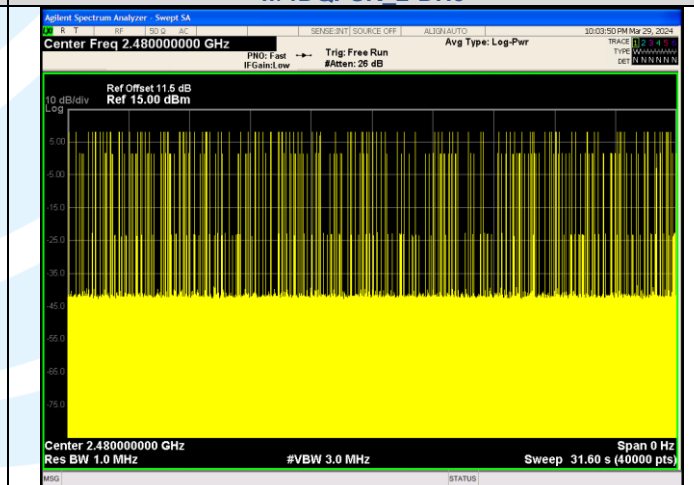 Agilent Spectrum Analyzer - Swept SA
R T RF 50 Ω AC SENSE:INT SOURCE OFF ALIGN AUTO 10:03:50 PM Mar 29, 2024
Center Freq 2.480000000 GHz Avg Type: Log-Pwr TRACE 1 2 3 4 5 6
PNO: Fast Trig: Free Run TYPE WWWWWW
IFGain:Low #Atten: 26 dB DET N N N N N N
Ref Offset 11.5 dB
10 dB/div Ref 15.00 dBm
Log
5.00
-5.00
-15.0
-25.0
-35.0
-45.0
-55.0
-65.0
-75.0
Center 2.480000000 GHz Span 0 Hz
Res BW 1.0 MHz #VBW 3.0 MHz Sweep 31.60 s (40000 pts)
MSG STATUS